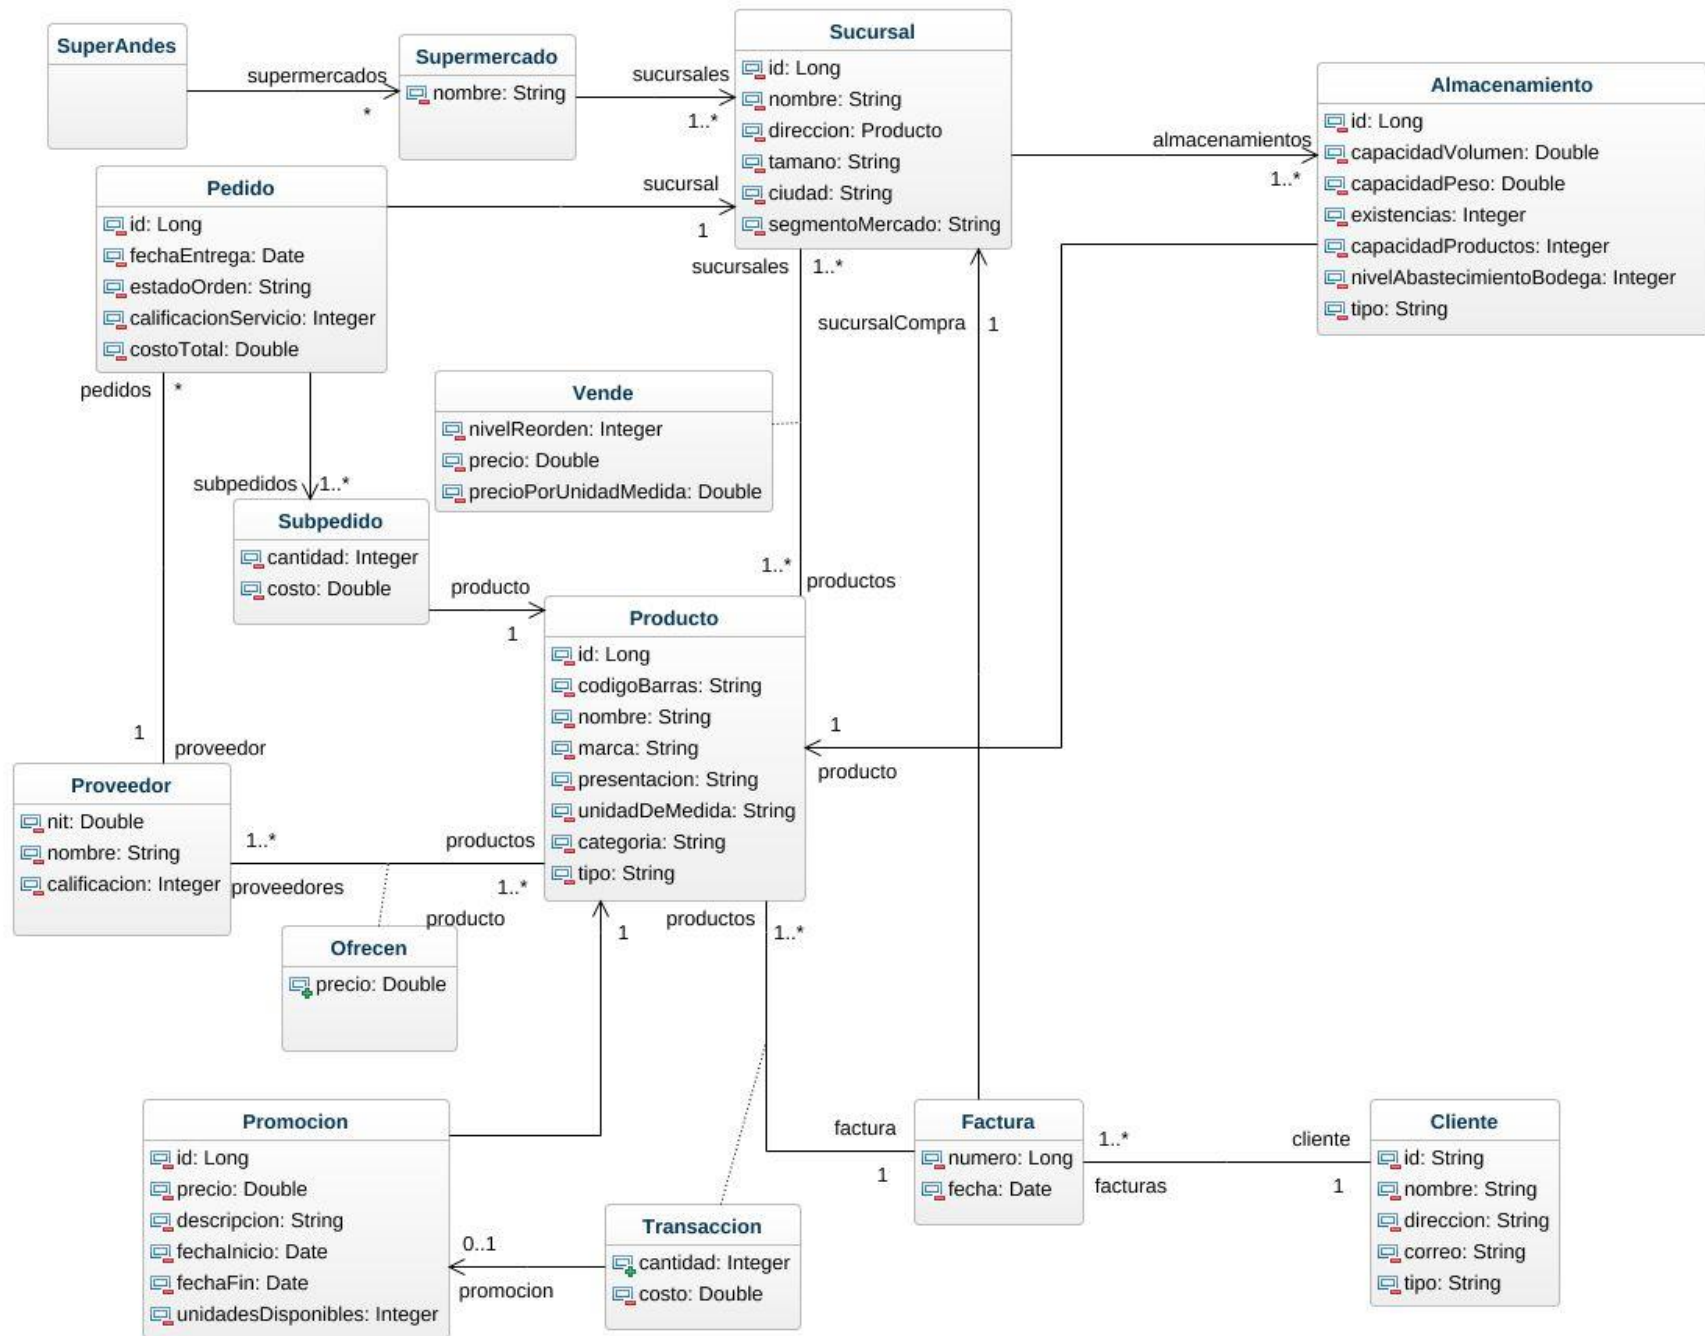 SuperAndes
supermercados
*
Supermercado
nombre: String
sucursales
1..*
Sucursal
id: Long
nombre: String
direccion: Producto
tamano: String
ciudad: String
segmentoMercado: String
almacenamientos
1..*
Almacenamiento
id: Long
capacidadVolumen: Double
capacidadPeso: Double
existencias: Integer
capacidadProductos: Integer
nivelAbastecimientoBodega: Integer
tipo: String
Pedido
id: Long
fechaEntrega: Date
estadoOrden: String
calificacionServicio: Integer
costoTotal: Double
sucursal
1
sucursales
1..*
sucursalCompra
1
pedidos
*
Vende
nivelReorden: Integer
precio: Double
precioPorUnidadMedida: Double
subpedidos
1..*
Subpedido
cantidad: Integer
costo: Double
producto
1
1..*
productos
Producto
id: Long
codigoBarras: String
nombre: String
marca: String
presentacion: String
unidadDeMedida: String
categoria: String
tipo: String
1
producto
1
proveedor
Proveedor
nit: Double
nombre: String
calificacion: Integer
1..*
proveedores
productos
1..*
producto
1
Ofrecen
precio: Double
productos
1..*
Promocion
id: Long
precio: Double
descripcion: String
fechaInicio: Date
fechaFin: Date
unidadesDisponibles: Integer
0..1
promocion
Transaccion
cantidad: Integer
costo: Double
factura
1
Factura
numero: Long
fecha: Date
1..*
facturas
cliente
1
Cliente
id: String
nombre: String
direccion: String
correo: String
tipo: String